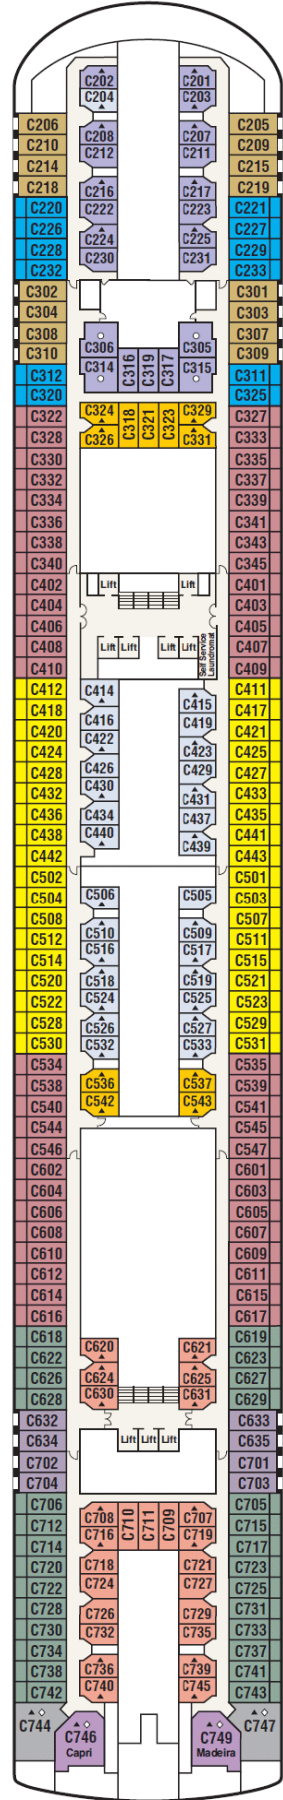 C202 C201
C204 C203
C206 C205
C208 C207
C210 C209
C212 C211
C214 C215
C216 C217
C218 C219
C220 C222 C223 C221
C226 C224 C225 C227
C228 C230 C231 C229
C232 C233
C302 C301
C304 C303
C308 C306 C305 C307
C310 C314 C316 C319 C317 C315 C309
C312 C311
C320 C325
C322 C324 C318 C321 C323 C329 C327
C328 C326 C331 C333
C330 C335
C332 C337
C334 C339
C336 C341
C338 C343
C340 C345
C402 Lift Lift C401
C404 C403
C406 C405
C408 Lift Lift Lift Lift Self Service C407
C410 Laundromat C409
C412 C414 C411
C418 C416 C415 C417
C420 C422 C419 C421
C424 C423 C425
C428 C426 C429 C427
C432 C430 C431 C433
C436 C434 C437 C435
C438 C440 C439 C441
C442 C443
C502 C501
C504 C506 C505 C503
C508 C507
C512 C510 C509 C511
C514 C516 C517 C515
C520 C518 C519 C521
C522 C524 C525 C523
C528 C526 C527 C529
C530 C532 C533 C531
C534 C535
C538 C536 C537 C539
C540 C542 C543 C541
C544 C545
C546 C547
C602 C601
C604 C603
C606 C605
C608 C607
C610 C609
C612 C611
C614 C615
C616 C617
C618 C620 C621 C619
C622 C623
C626 C624 C625 C627
C628 C630 C631 C629
C632 C633
C634 Lift Lift Lift C635
C702 C701
C704 C703
C706 C705
C712 C708 C710 C711 C709 C707 C715
C714 C716 C719 C717
C720 C718 C721 C723
C722 C724 C727 C725
C728 C726 C729 C731
C730 C732 C735 C733
C734 C737
C738 C736 C739 C741
C742 C740 C745 C743
C744 C746 C749 C747
Capri Madeira